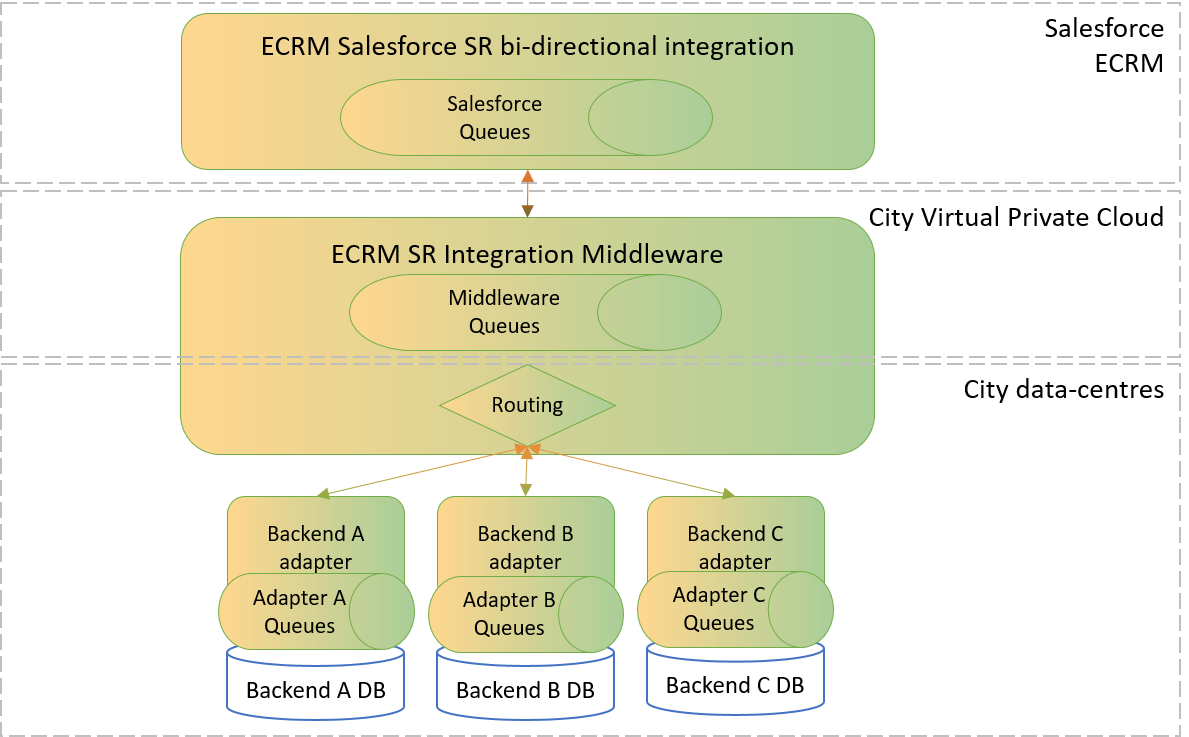 ECRM Salesforce SR bi-directional integration
Salesforce
ECRM
Salesforce
Queues
City Virtual Private Cloud
ECRM SR Integration Middleware
Middleware
Queues
City data-centres
Routing
Backend A
adapter
Adapter A
Queues
Backend A DB
Backend B
adapter
Adapter B
Queues
Backend B DB
Backend C
adapter
Adapter C
Queues
Backend C DB